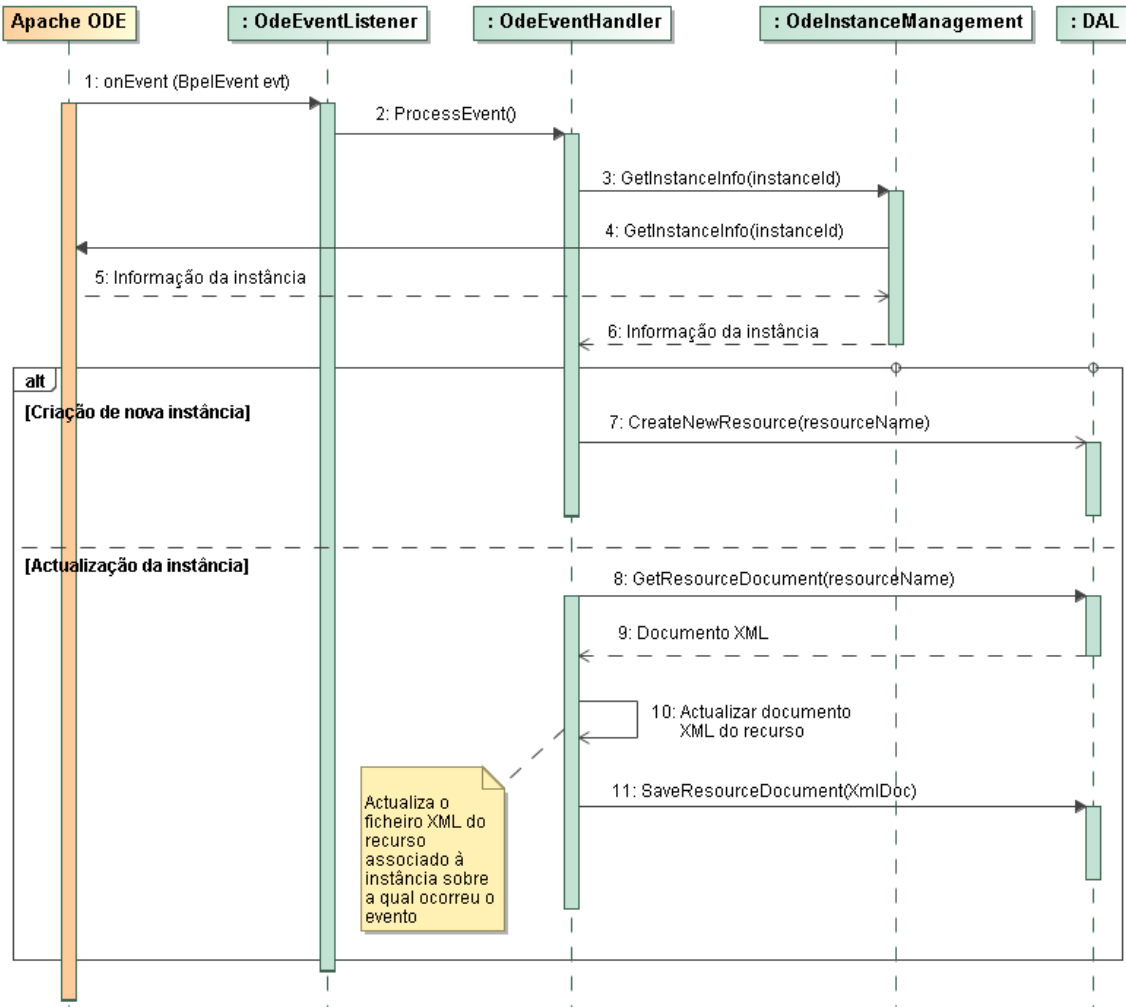 Apache ODE
: OdeEventListener
: OdeEventHandler
: OdeInstanceManagement
: DAL
1: onEvent (BpelEvent evt)
2: ProcessEvent()
3: GetInstanceInfo(instanceId)
4: GetInstanceInfo(instanceId)
5: Informação da instância
6: Informação da instância
alt
[Criação de nova instância]
7: CreateNewResource(resourceName)
[Actualização da instância]
8: GetResourceDocument(resourceName)
9: Documento XML
10: Actualizar documento
XML do recurso
11: SaveResourceDocument(XmlDoc)
Actualiza o
ficheiro XML do
recurso
associado à
instância sobre
a qual ocorreu o
evento